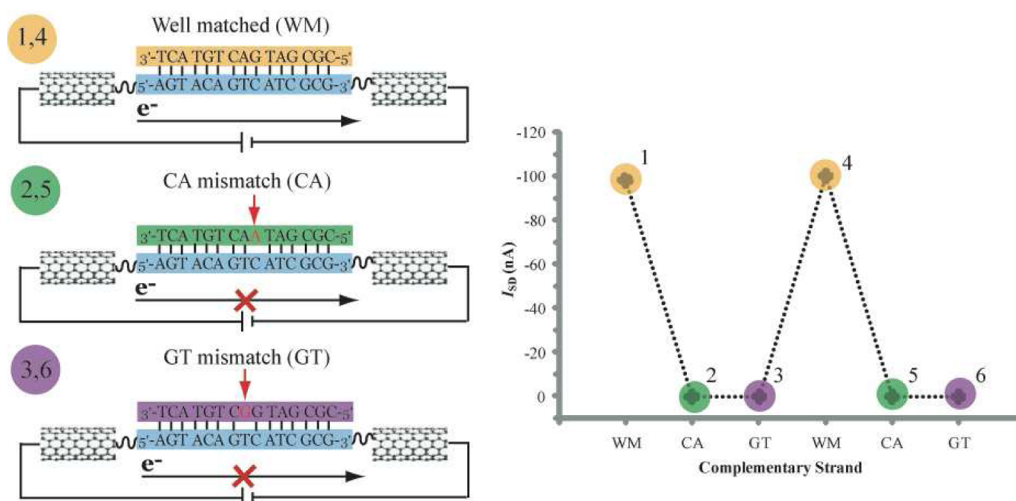 1,4
Well matched (WM)
3'-TCA TGT CAG TAG CGC-5'
5'-AGT ACA GTC ATC GCG-3'
e-
2,5
CA mismatch (CA)
3'-TCA TGT CAA TAG CGC-5'
5'-AGT ACA GTC ATC GCG-3'
e-
3,6
GT mismatch (GT)
3'-TCA TGT CGG TAG CGC-5'
5'-AGT ACA GTC ATC GCG-3'
e-
-120
-100
-80
-60
-40
-20
0
ISD (nA)
1
2
3
4
5
6
WM CA GT WM CA GT
Complementary Strand